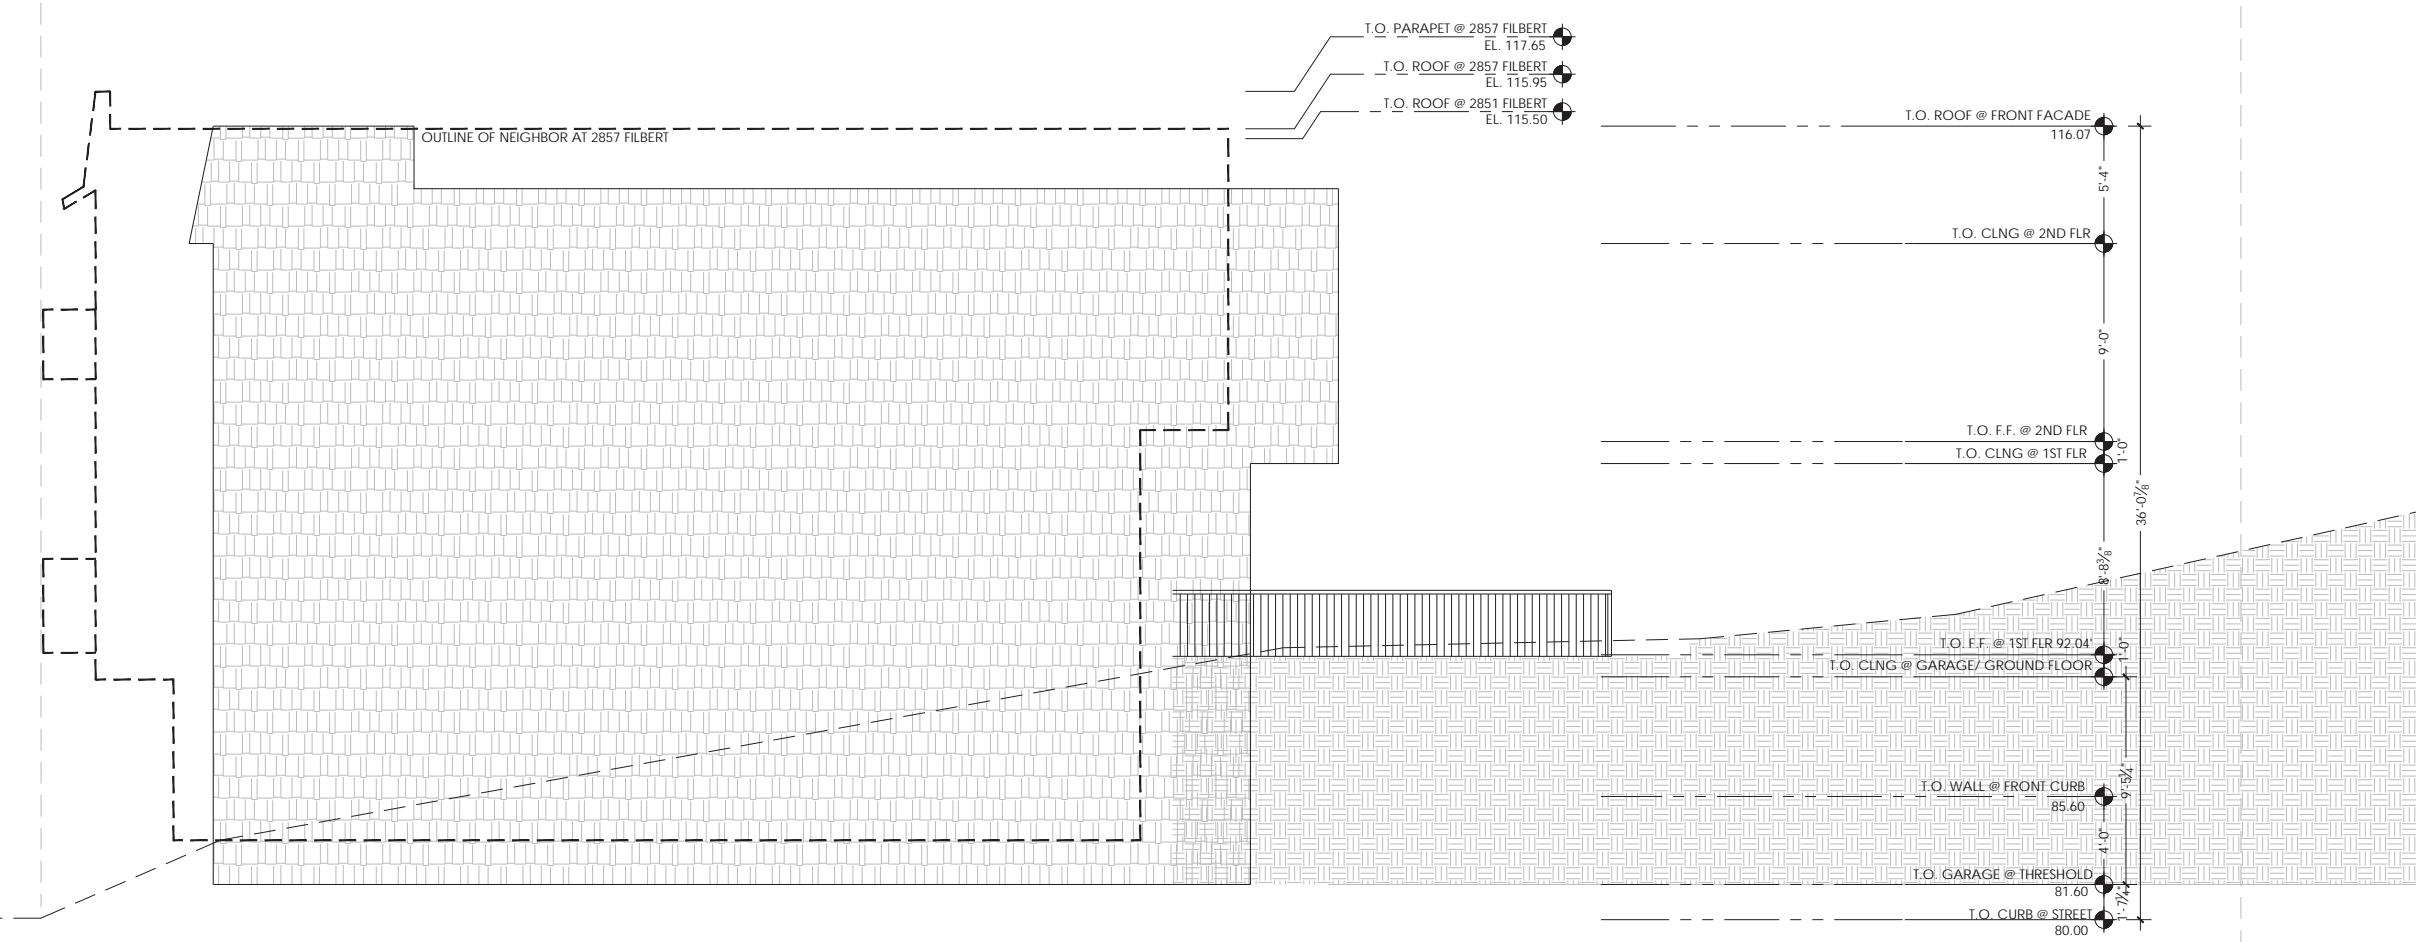 T.O. PARAPET @ 2857 FILBERT
EL. 117.65
T.O. ROOF @ 2857 FILBERT
EL. 115.95
T.O. ROOF @ 2851 FILBERT
EL. 115.50
OUTLINE OF NEIGHBOR AT 2857 FILBERT
T.O. ROOF @ FRONT FACADE
116.07
5'-4"
T.O. CLNG @ 2ND FLR
9'-0"
T.O. F.F. @ 2ND FLR
1'-0"
T.O. CLNG @ 1ST FLR
36'-0⅞"
8'-8⅜"
T.O. F.F. @ 1ST FLR 92.04'
1'-0"
T.O. CLNG @ GARAGE/ GROUND FLOOR
9'-5¼"
T.O. WALL @ FRONT CURB
85.60
4'-0"
T.O. GARAGE @ THRESHOLD
81.60
1'-7¼"
T.O. CURB @ STREET
80.00